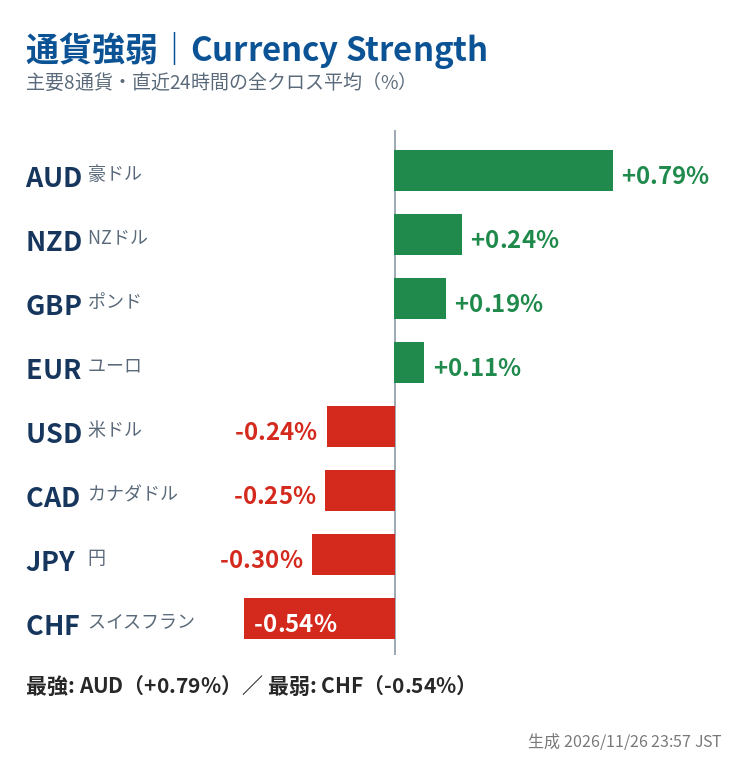 通貨強弱｜Currency Strength
主要8通貨・直近24時間の全クロス平均（%）
AUD 豪ドル +0.79%
NZD NZドル +0.24%
GBP ポンド +0.19%
EUR ユーロ +0.11%
USD 米ドル -0.24%
CAD カナダドル -0.25%
JPY 円 -0.30%
CHF スイスフラン -0.54%
最強: AUD（+0.79%）／ 最弱: CHF（-0.54%）
生成 2026/11/26 23:57 JST